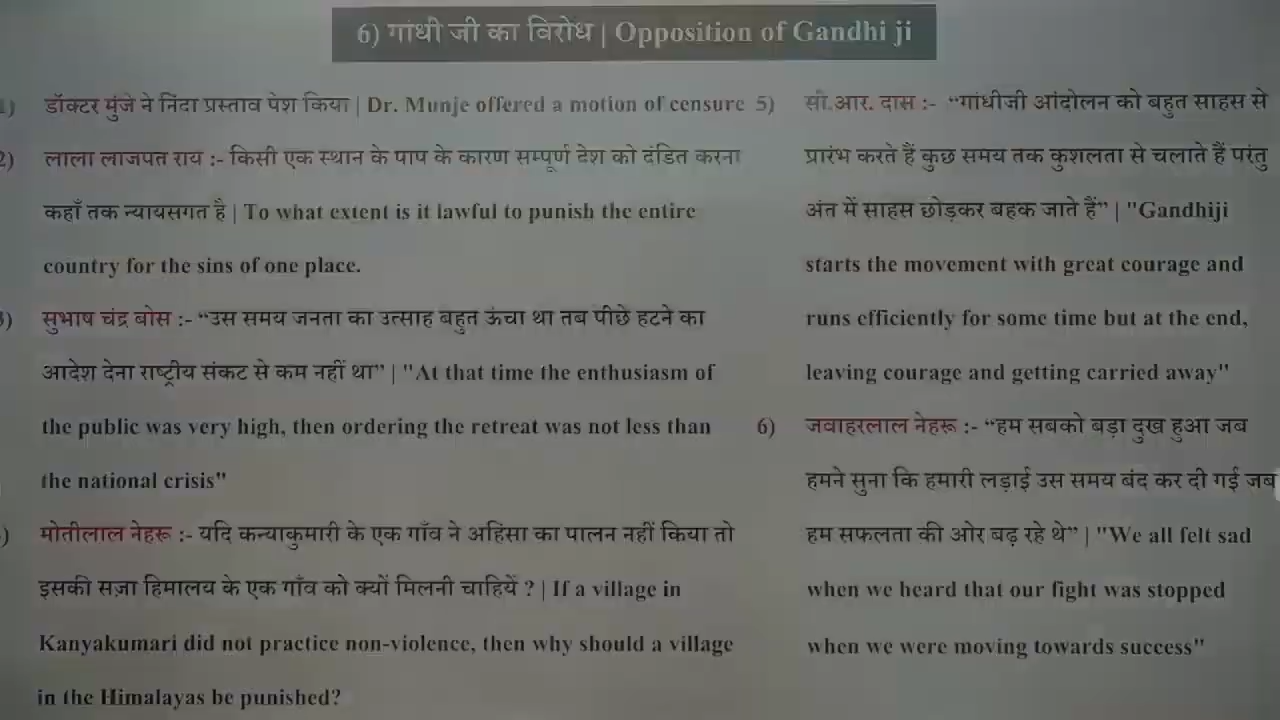 6) गांधी जी का विरोध | Opposition of Gandhi ji
1) डॉक्टर मुंजे ने निंदा प्रस्ताव पेश किया | Dr. Munje offered a motion of censure
2) लाला लाजपत राय :- किसी एक स्थान के पाप के कारण सम्पूर्ण देश को दंडित करना
कहाँ तक न्यायसगत है | To what extent is it lawful to punish the entire
country for the sins of one place.
3) सुभाष चंद्र बोस :- “उस समय जनता का उत्साह बहुत ऊंचा था तब पीछे हटने का
आदेश देना राष्ट्रीय संकट से कम नहीं था” | "At that time the enthusiasm of
the public was very high, then ordering the retreat was not less than
the national crisis"
) मोतीलाल नेहरू :- यदि कन्याकुमारी के एक गाँव ने अहिंसा का पालन नहीं किया तो
इसकी सज़ा हिमालय के एक गाँव को क्यों मिलनी चाहियें ? | If a village in
Kanyakumari did not practice non-violence, then why should a village
in the Himalayas be punished?
5) सी.आर. दास :- “गांधीजी आंदोलन को बहुत साहस से
प्रारंभ करते हैं कुछ समय तक कुशलता से चलाते हैं परंतु
अंत में साहस छोड़कर बहक जाते हैं” | "Gandhiji
starts the movement with great courage and
runs efficiently for some time but at the end,
leaving courage and getting carried away"
6) जवाहरलाल नेहरू :- “हम सबको बड़ा दुख हुआ जब
हमने सुना कि हमारी लड़ाई उस समय बंद कर दी गई जब
हम सफलता की ओर बढ़ रहे थे” | "We all felt sad
when we heard that our fight was stopped
when we were moving towards success"